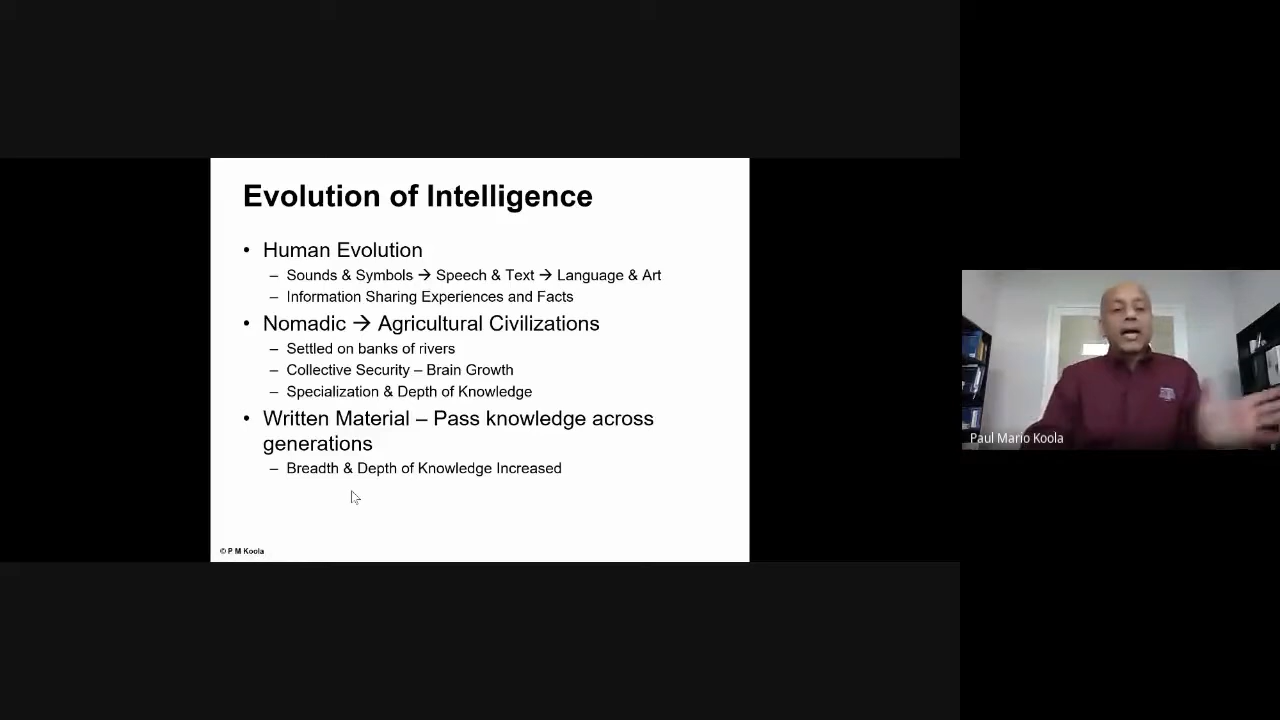 Evolution of Intelligence
• Human Evolution
– Sounds & Symbols → Speech & Text → Language & Art
– Information Sharing Experiences and Facts
• Nomadic → Agricultural Civilizations
– Settled on banks of rivers
– Collective Security – Brain Growth
– Specialization & Depth of Knowledge
• Written Material – Pass knowledge across
generations
– Breadth & Depth of Knowledge Increased
© P M Koola
Paul Mario Koola